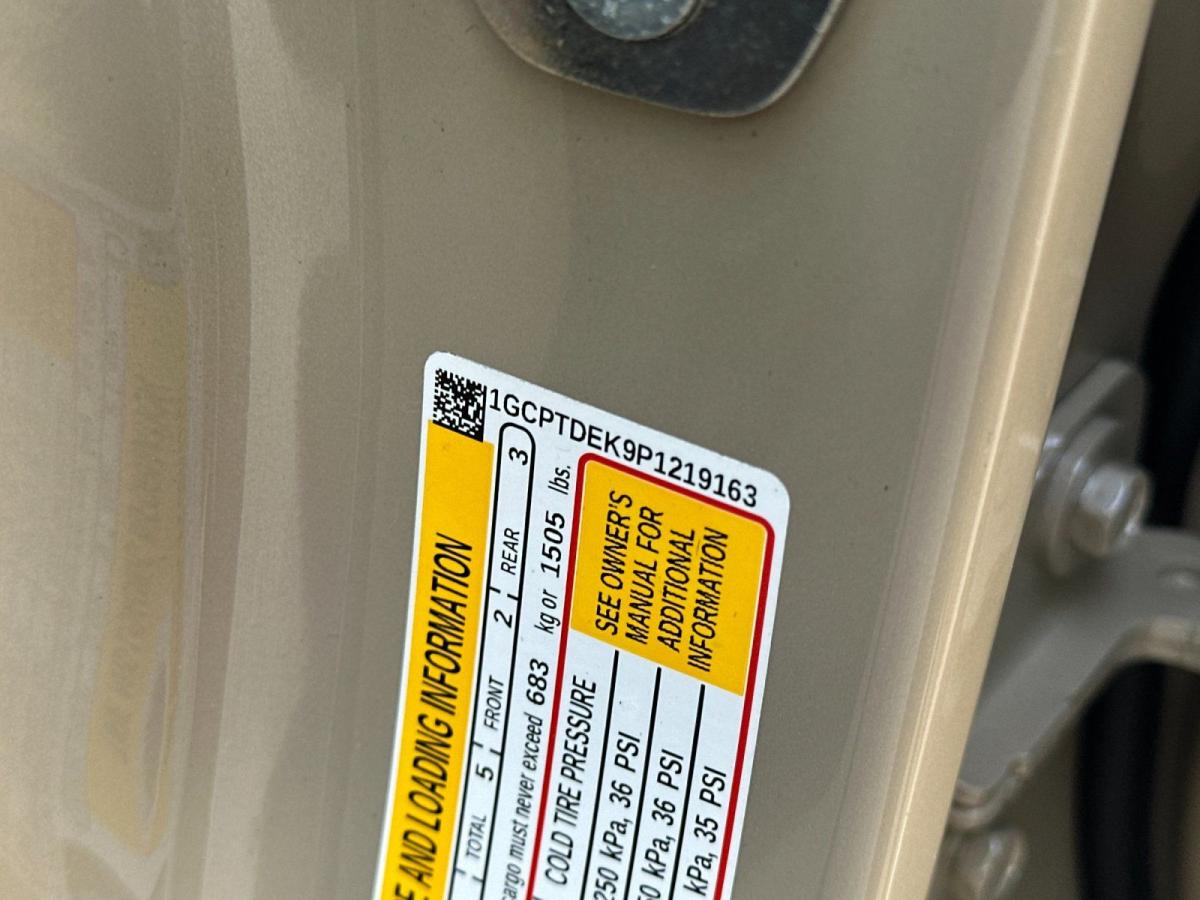 1GCPTDEK9P1219163
E AND LOADING INFORMATION
TOTAL 5 FRONT 2 REAR 3
cargo must never exceed 683 kg or 1505 lbs.
COLD TIRE PRESSURE
250 kPa, 36 PSI
50 kPa, 36 PSI
kPa, 35 PSI
SEE OWNER'S
MANUAL FOR
ADDITIONAL
INFORMATION